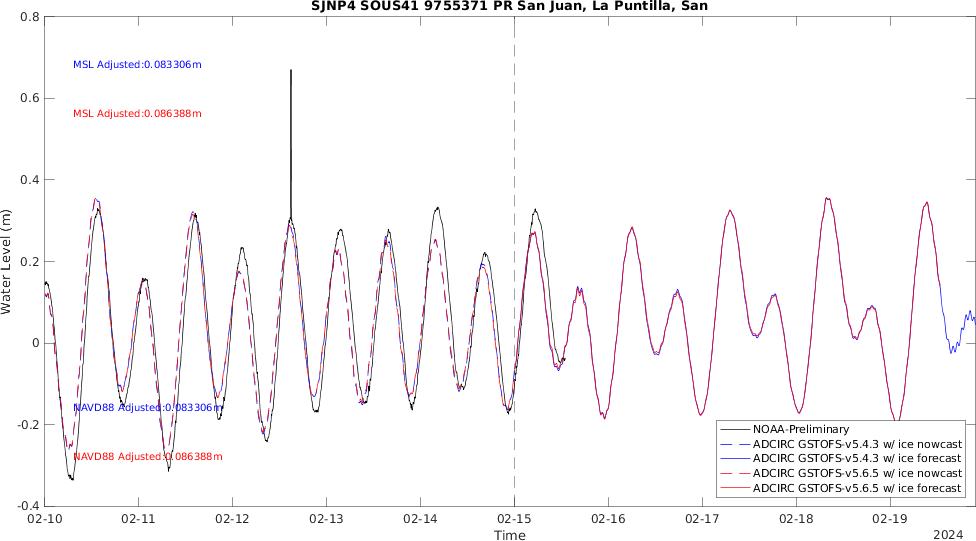 SJNP4 SOUS41 9755371 PR San Juan, La Puntilla, San
0.8
MSL Adjusted:0.083306m
0.6
MSL Adjusted:0.086388m
0.4
0.2
Water Level (m)
0
NAVD88 Adjusted:0.083306m
-0.2
NAVD88 Adjusted:0.086388m
-0.4
NOAA-Preliminary
ADCIRC GSTOFS-v5.4.3 w/ ice nowcast
ADCIRC GSTOFS-v5.4.3 w/ ice forecast
ADCIRC GSTOFS-v5.6.5 w/ ice nowcast
ADCIRC GSTOFS-v5.6.5 w/ ice forecast
02-10 02-11 02-12 02-13 02-14 02-15 02-16 02-17 02-18 02-19
Time
2024